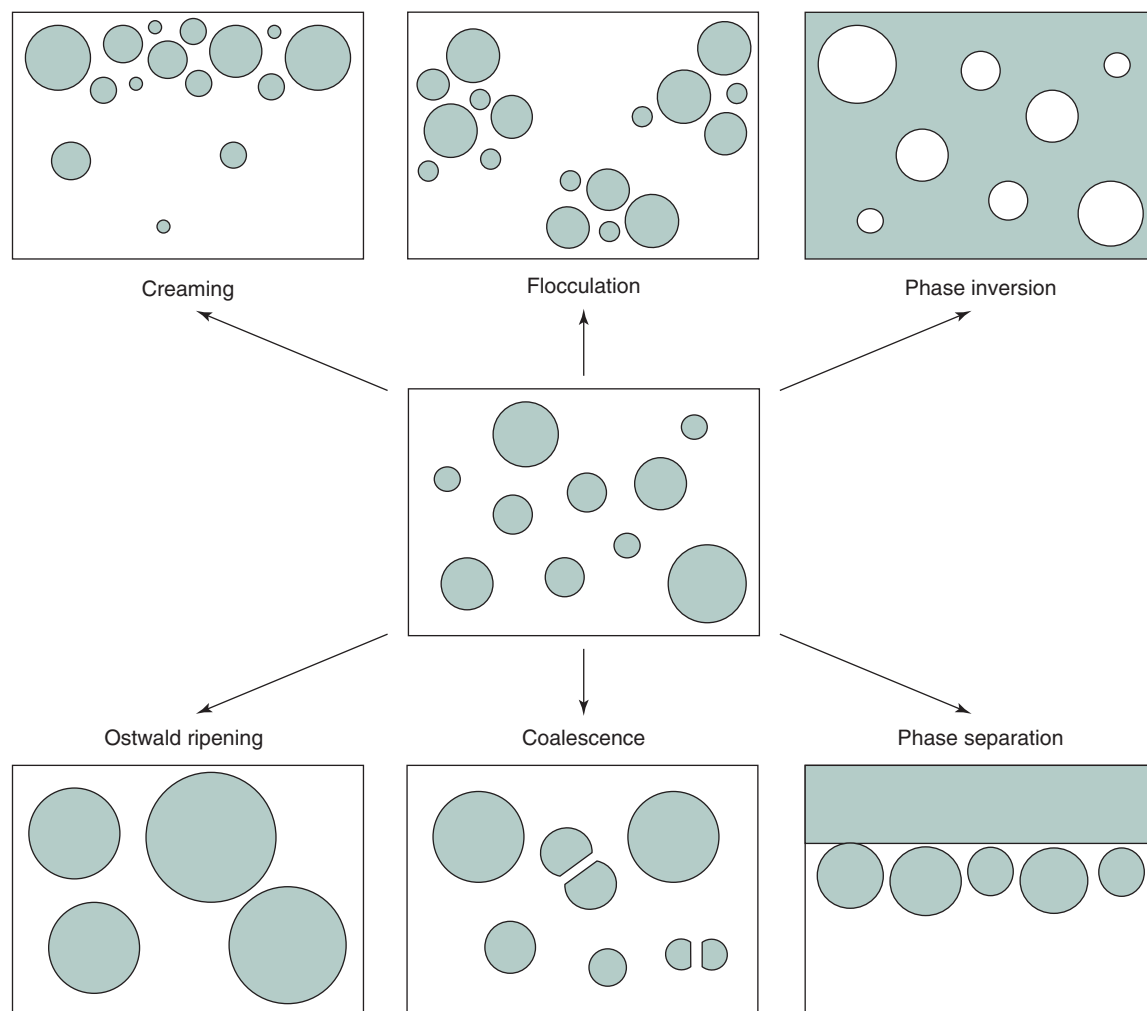 Creaming
Flocculation
Phase inversion
Ostwald ripening
Coalescence
Phase separation